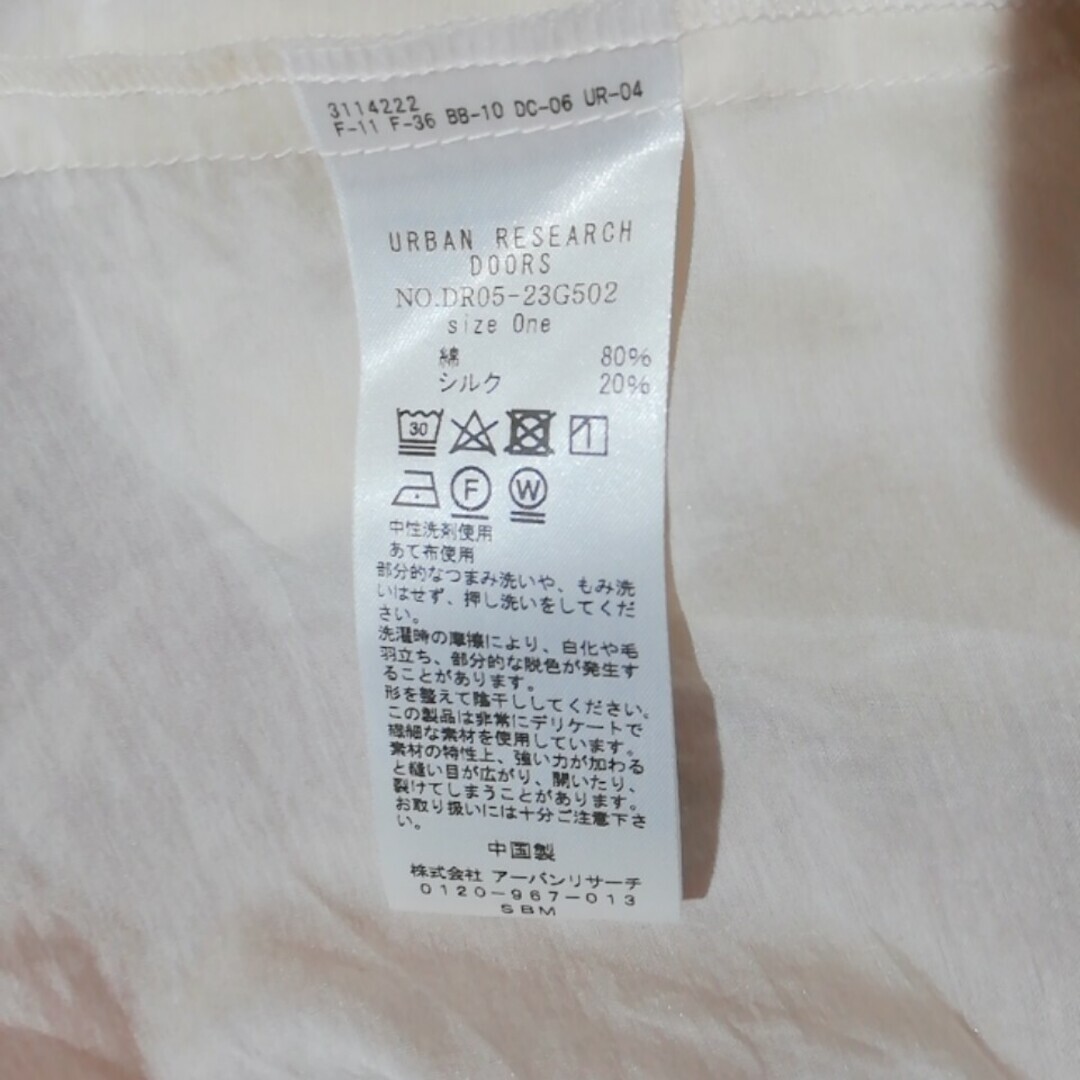 3114222
F-11 F-36 BB-10 DC-06 UR-04
URBAN RESEARCH
DOORS
NO.DR05-23G502
size One
綿 80%
シルク 20%
30
F W
中性洗剤使用
あて布使用
部分的なつまみ洗いや、もみ洗
いはせず、押し洗いをしてくだ
さい。
洗濯時の摩擦により、白化や毛
羽立ち、部分的な脱色が発生す
ることがあります。
形を整えて陰干ししてください。
この製品は非常にデリケートで
繊細な素材を使用しています。
素材の特性上、強い力が加わる
と縫い目が広がり、開いたり、
裂けてしまうことがあります。
お取り扱いには十分ご注意下さ
い。
中国製
株式会社 アーバンリサーチ
0120-967-013
SBM